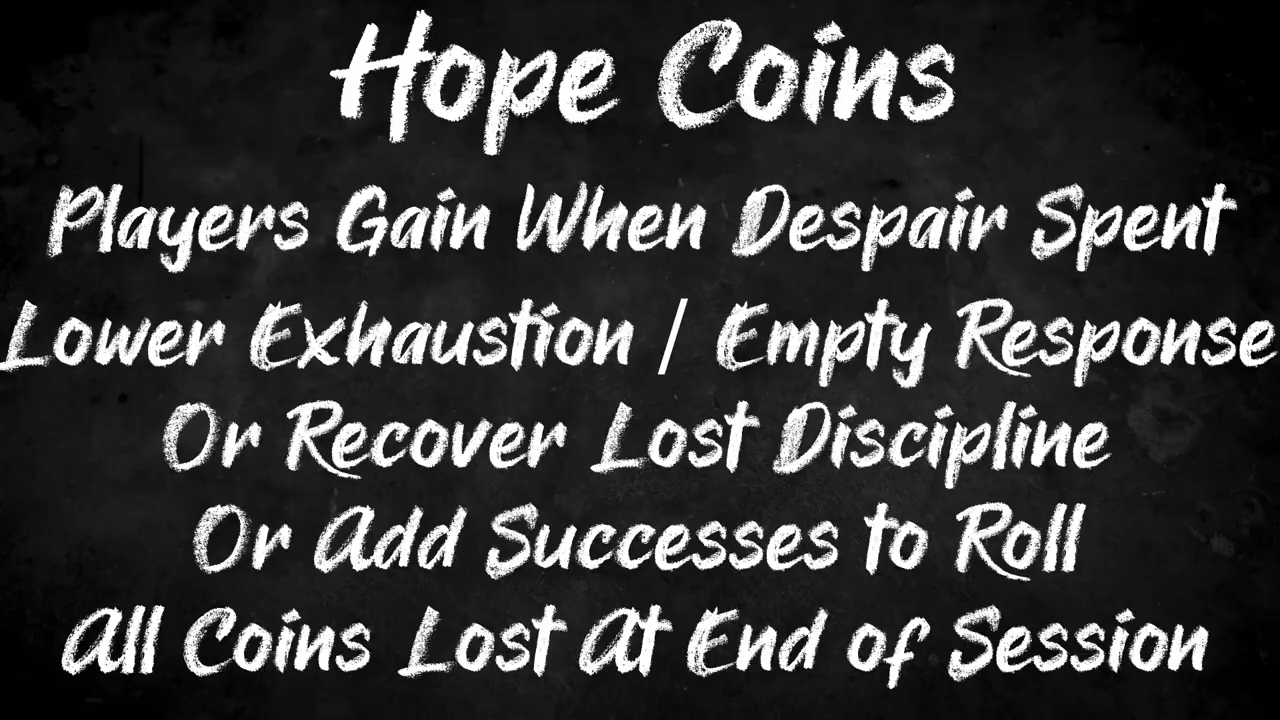 Hope Coins
Players Gain When Despair Spent
Lower Exhaustion / Empty Response
Or Recover Lost Discipline
Or Add Successes to Roll
All Coins Lost At End of Session